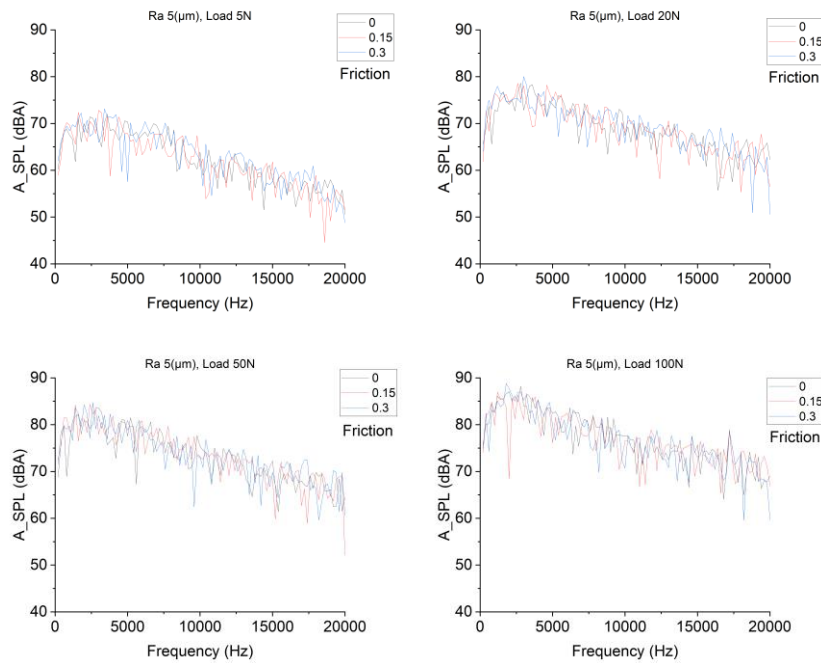 Ra 5(μm), Load 5N
0
0.15
0.3
Friction
90
80
70
60
50
40
A_SPL (dBA)
0 5000 10000 15000 20000
Frequency (Hz)
Ra 5(μm), Load 20N
0
0.15
0.3
Friction
90
80
70
60
50
40
A_SPL (dBA)
0 5000 10000 15000 20000
Frequency (Hz)
Ra 5(μm), Load 50N
0
0.15
0.3
Friction
90
80
70
60
50
40
A_SPL (dBA)
0 5000 10000 15000 20000
Frequency (Hz)
Ra 5(μm), Load 100N
0
0.15
0.3
Friction
90
80
70
60
50
40
A_SPL (dBA)
0 5000 10000 15000 20000
Frequency (Hz)